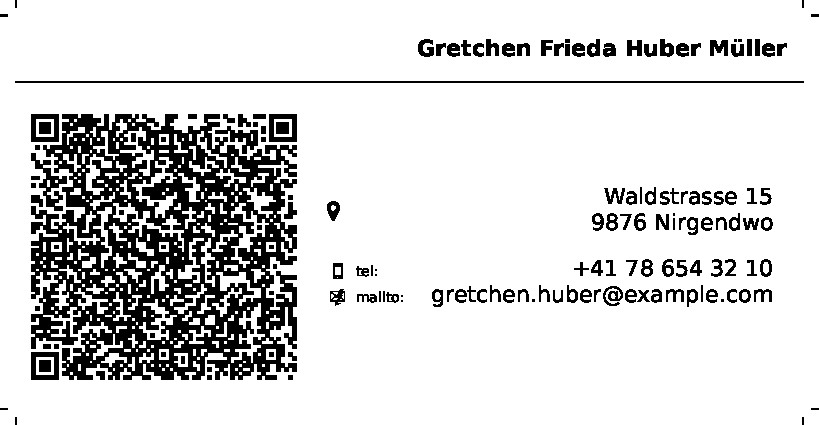 Gretchen Frieda Huber Müller
Waldstrasse 15
9876 Nirgendwo
tel: +41 78 654 32 10
mailto: gretchen.huber@example.com